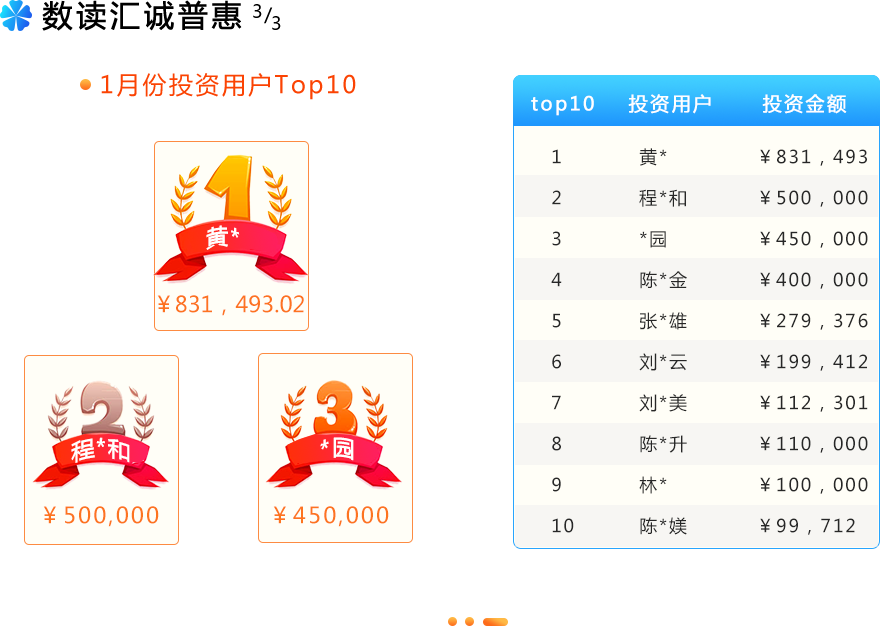 数读汇诚普惠 3/3
1月份投资用户Top10
1
黄*
￥831，493.02
2
程*和
￥500,000
3
*园
￥450,000
top10 投资用户 投资金额
1 黄* ￥831，493
2 程*和 ￥500，000
3 *园 ￥450，000
4 陈*金 ￥400，000
5 张*雄 ￥279，376
6 刘*云 ￥199，412
7 刘*美 ￥112，301
8 陈*升 ￥110，000
9 林* ￥100，000
10 陈*媄 ￥99，712